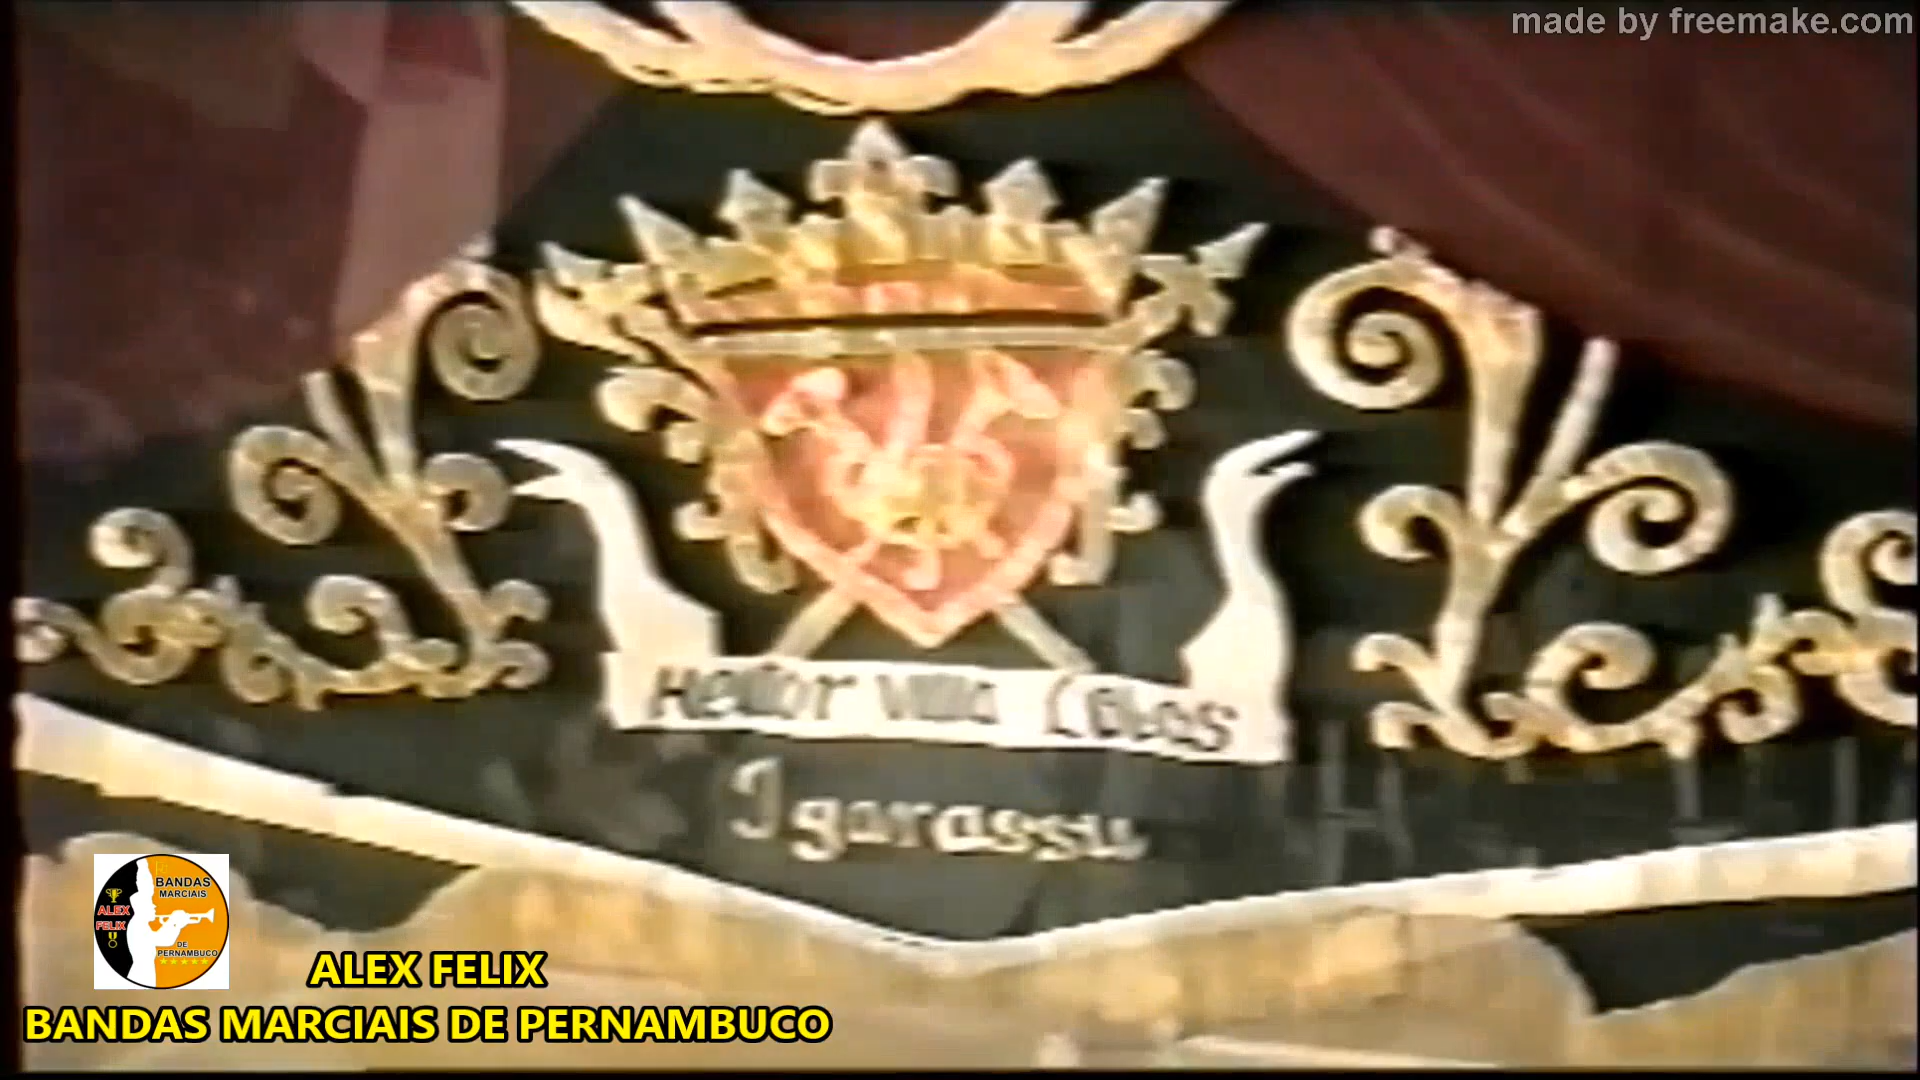 made by freemake.com
Heitor Villa Lobos
Igarassu
BANDAS
MARCIAIS
ALEX
FELIX
DE
PERNAMBUCO
ALEX FELIX
BANDAS MARCIAIS DE PERNAMBUCO